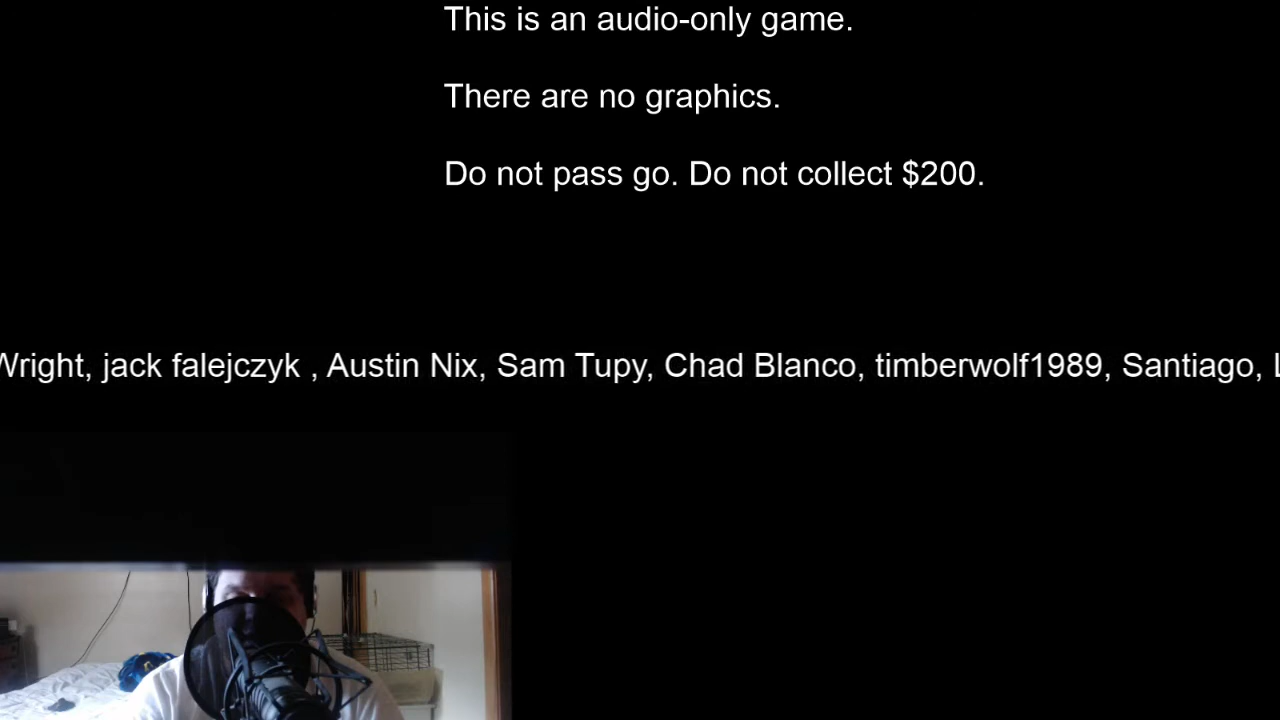 This is an audio-only game.
There are no graphics.
Do not pass go. Do not collect $200.
Wright, jack falejczyk , Austin Nix, Sam Tupy, Chad Blanco, timberwolf1989, Santiago,